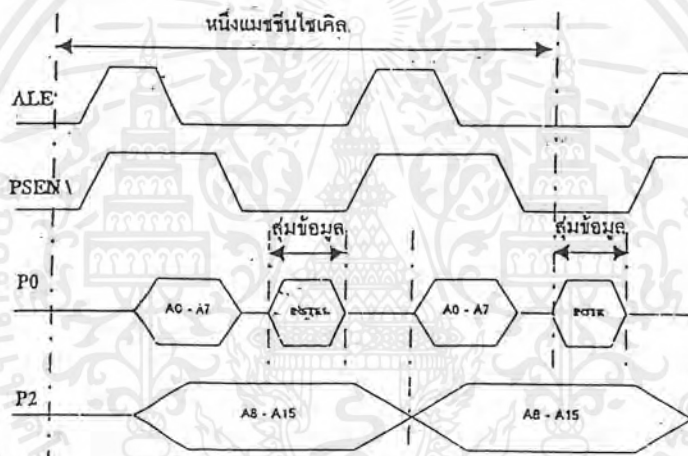 หนึ่งแมชชีนไซเคิล
ALE
PSEN \
สุ่มข้อมูล
สุ่มข้อมูล
P0
A0 - A7
A0 - A7
P2
A8 - A15
A8 - A15